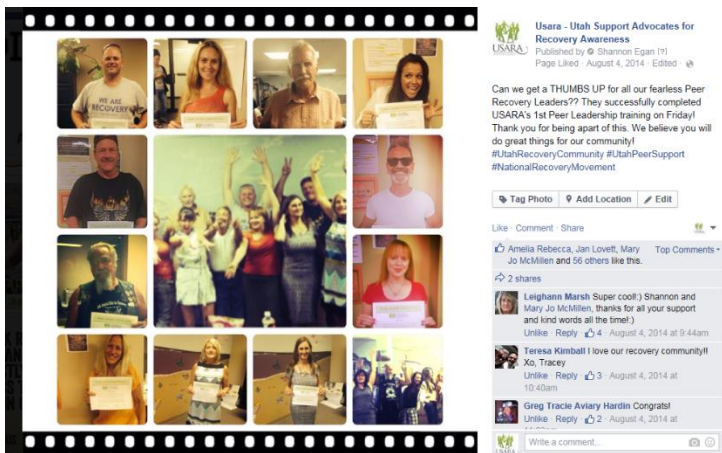 WE ARE
RECOVERY
USARA
Usara - Utah Support Advocates for
Recovery Awareness
Published by Shannon Egan [?]
Page Liked · August 4, 2014 · Edited ·
Can we get a THUMBS UP for all our fearless Peer
Recovery Leaders?? They successfully completed
USARA's 1st Peer Leadership training on Friday!
Thank you for being apart of this. We believe you will
do great things for our community!
#UtahRecoveryCommunity #UtahPeerSupport
#NationalRecoveryMovement
Tag Photo Add Location Edit
Like · Comment · Share
Amelia Rebecca, Jan Lovett, Mary Top Comments
Jo McMillen and 56 others like this.
2 shares
Leighann Marsh Super cool!:) Shannon and
Mary Jo McMillen, thanks for all your support
and kind words all the time!:)
Unlike · Reply · 4 · August 4, 2014 at 9:44am
Teresa Kimball I love our recovery community!!
Xo, Tracey
Unlike · Reply · 3 · August 4, 2014 at
10:40am
Greg Tracie Aviary Hardin Congrats!
Unlike · Reply · 2 · August 4, 2014 at
Write a comment...
USARA